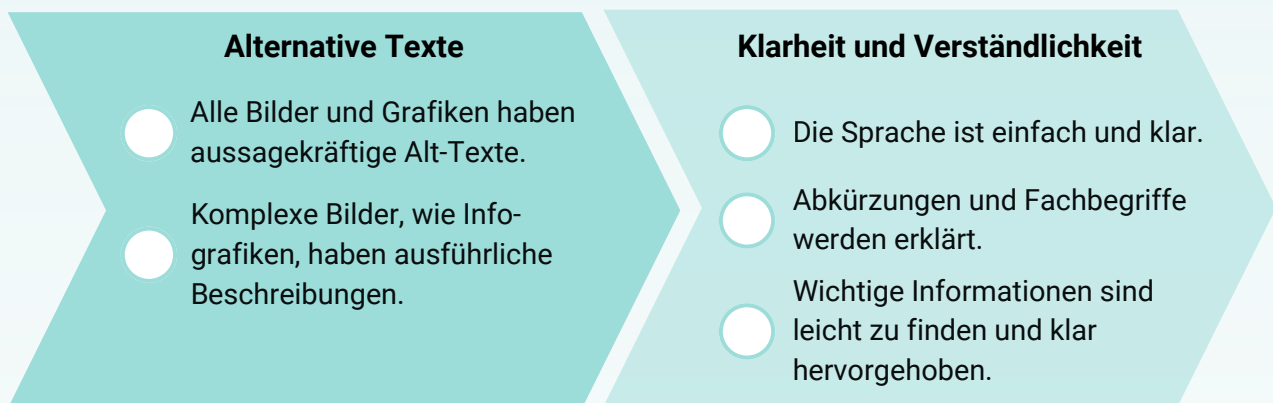 Alternative Texte
Alle Bilder und Grafiken haben
aussagekräftige Alt-Texte.
Komplexe Bilder, wie Info-
grafiken, haben ausführliche
Beschreibungen.
Klarheit und Verständlichkeit
Die Sprache ist einfach und klar.
Abkürzungen und Fachbegriffe
werden erklärt.
Wichtige Informationen sind
leicht zu finden und klar
hervorgehoben.